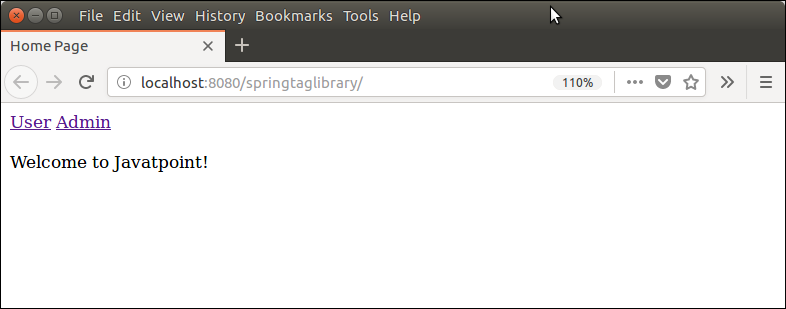 File Edit View History Bookmarks Tools Help
Home Page
localhost:8080/springtaglibrary/ 110%
User Admin
Welcome to Javatpoint!